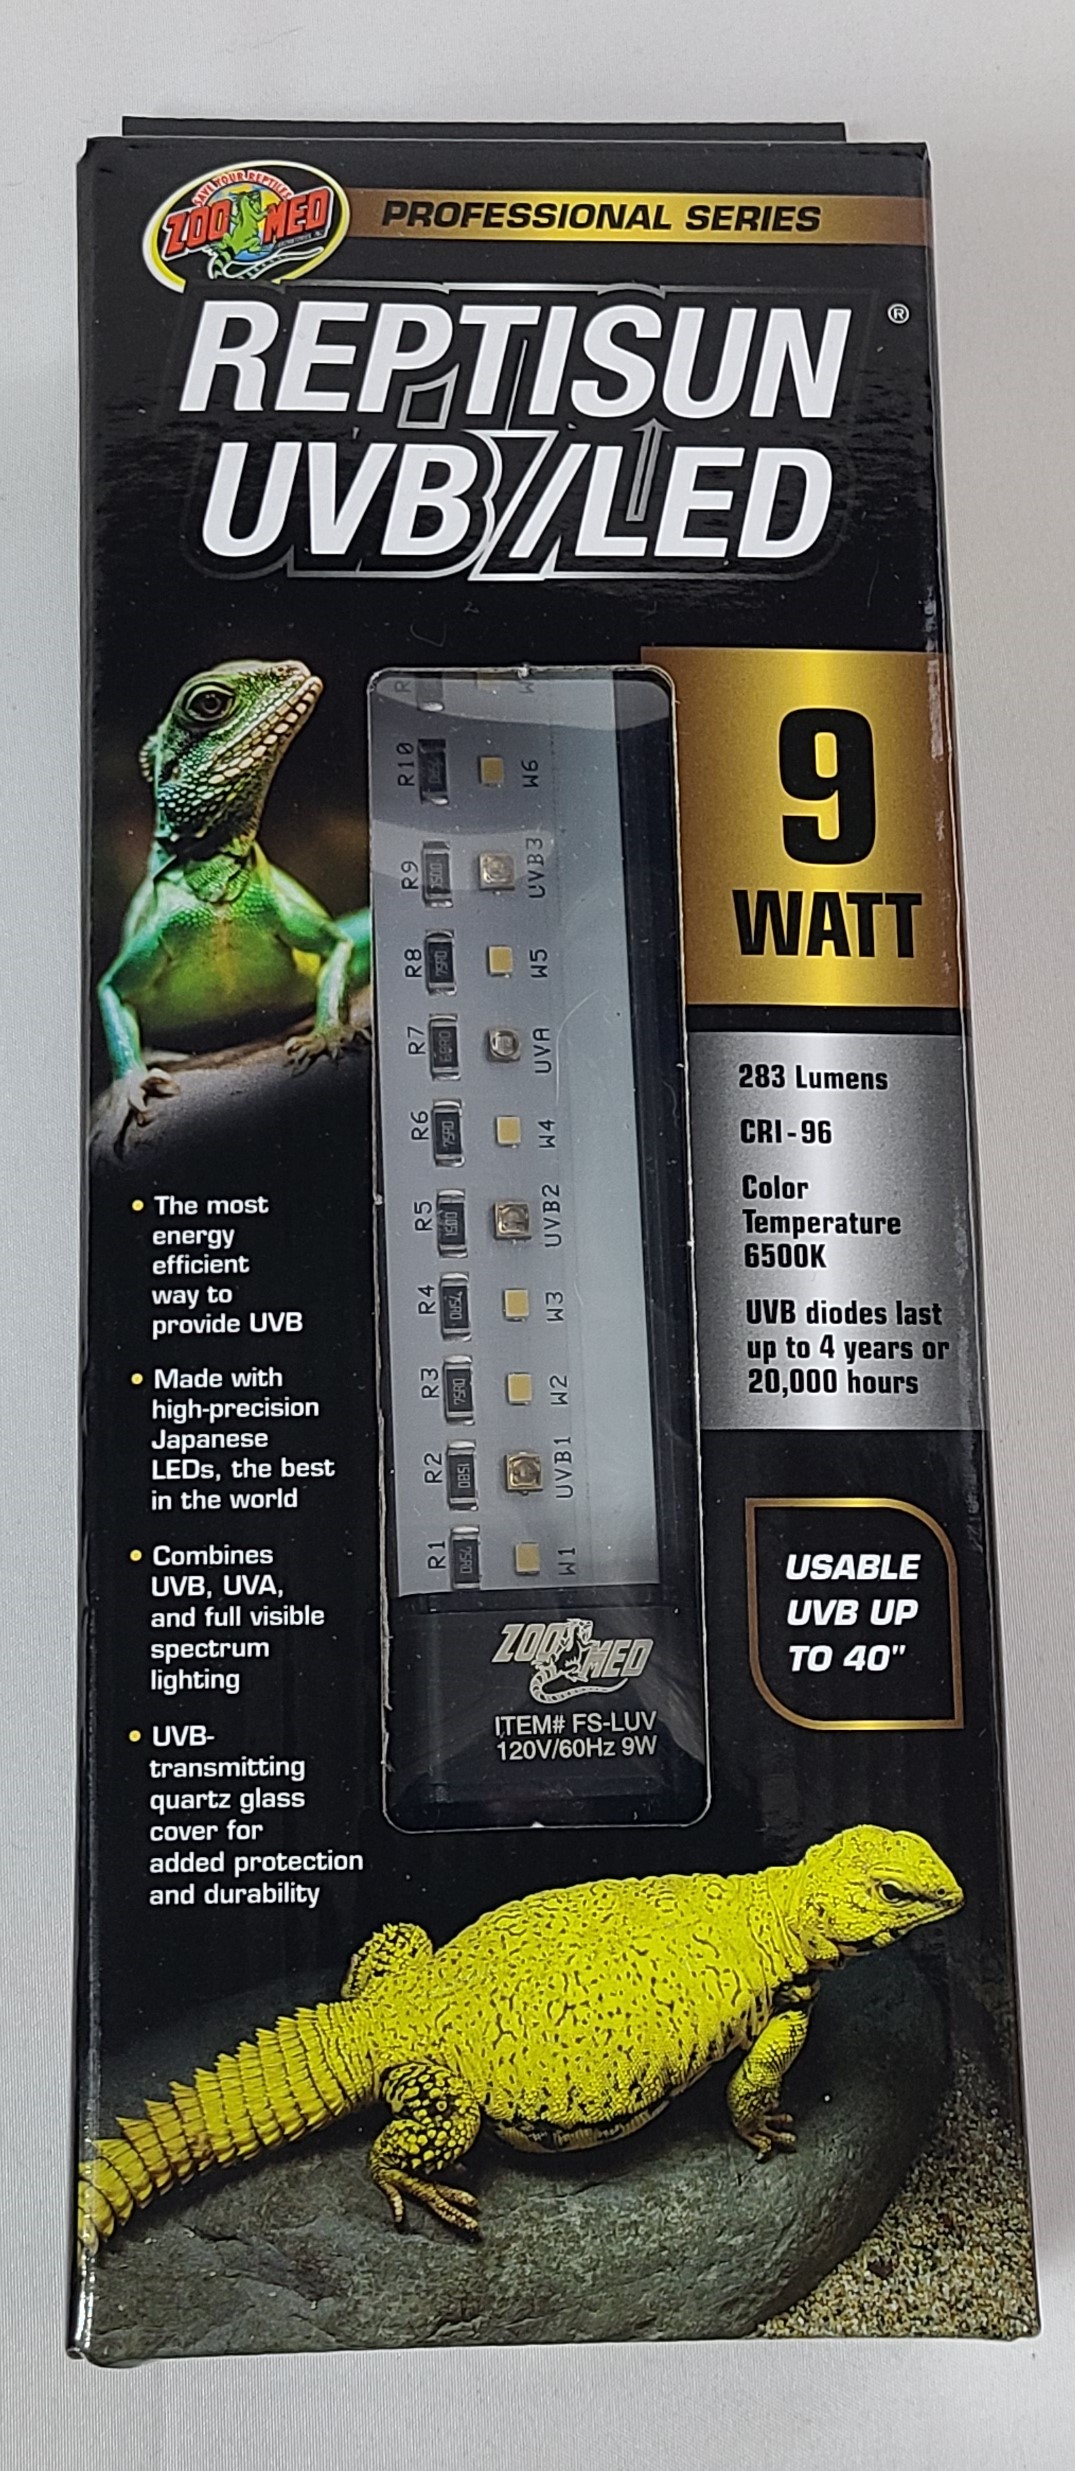 SAVE YOUR REPTILES
ZOO MED
PROFESSIONAL SERIES
REPTISUN ®
UVB/LED
9
WATT
283 Lumens
CRI-96
Color
Temperature
6500K
UVB diodes last
up to 4 years or
20,000 hours
USABLE
UVB UP
TO 40"
• The most
energy
efficient
way to
provide UVB
• Made with
high-precision
Japanese
LEDs, the best
in the world
• Combines
UVB, UVA,
and full visible
spectrum
lighting
• UVB-
transmitting
quartz glass
cover for
added protection
and durability
R10 W6
R9 UVB3
R8 W5
R7 UVA
R6 W4
R5 UVB2
R4 W3
R3 W2
R2 UVB1
R1 W1
ZOO MED
ITEM# FS-LUV
120V/60Hz 9W